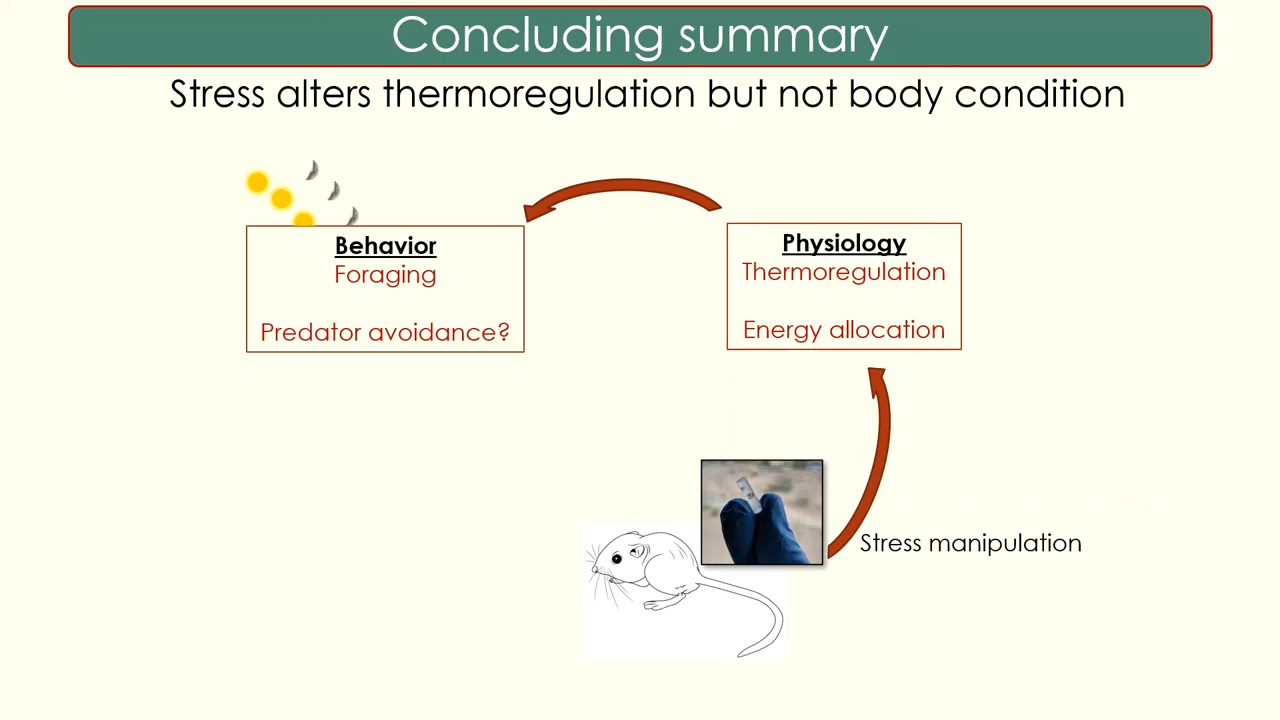 Concluding summary
Stress alters thermoregulation but not body condition
Behavior
Foraging
Predator avoidance?
Physiology
Thermoregulation
Energy allocation
Stress manipulation